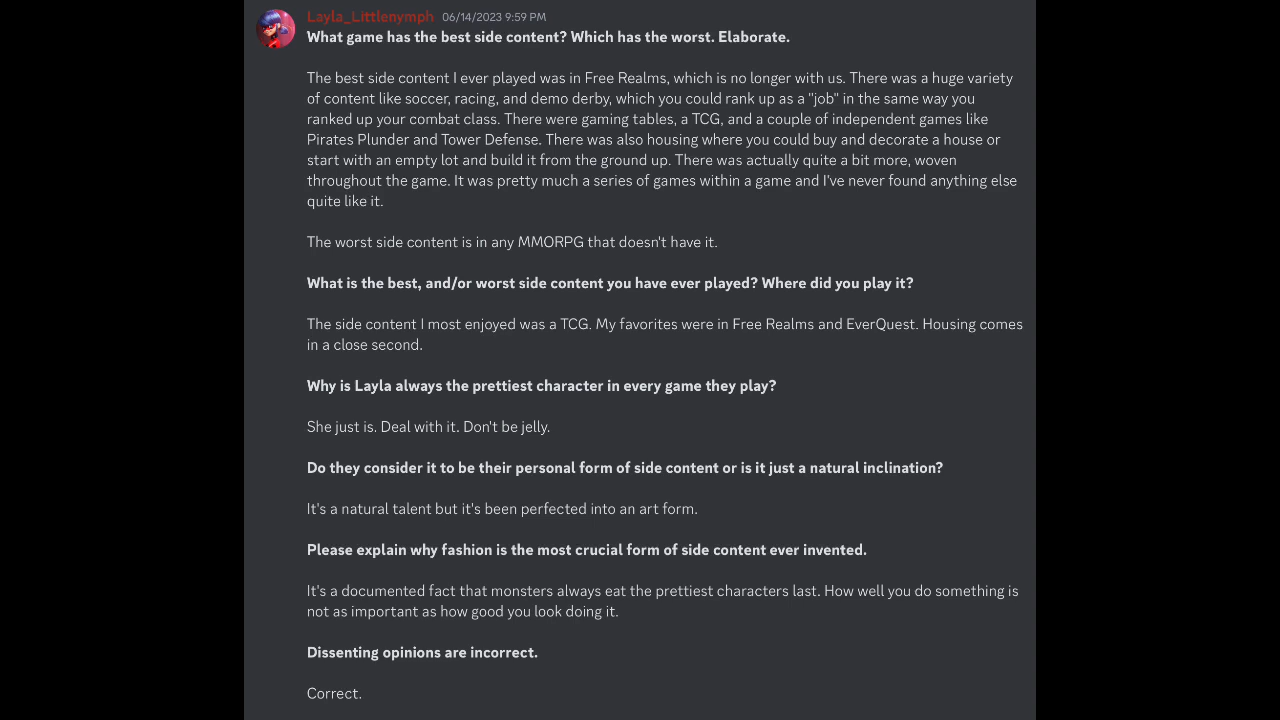 Layla_Littlenymph 06/14/2023 9:59 PM
What game has the best side content? Which has the worst. Elaborate.
The best side content I ever played was in Free Realms, which is no longer with us. There was a huge variety
of content like soccer, racing, and demo derby, which you could rank up as a "job" in the same way you
ranked up your combat class. There were gaming tables, a TCG, and a couple of independent games like
Pirates Plunder and Tower Defense. There was also housing where you could buy and decorate a house or
start with an empty lot and build it from the ground up. There was actually quite a bit more, woven
throughout the game. It was pretty much a series of games within a game and I've never found anything else
quite like it.
The worst side content is in any MMORPG that doesn't have it.
What is the best, and/or worst side content you have ever played? Where did you play it?
The side content I most enjoyed was a TCG. My favorites were in Free Realms and EverQuest. Housing comes
in a close second.
Why is Layla always the prettiest character in every game they play?
She just is. Deal with it. Don't be jelly.
Do they consider it to be their personal form of side content or is it just a natural inclination?
It's a natural talent but it's been perfected into an art form.
Please explain why fashion is the most crucial form of side content ever invented.
It's a documented fact that monsters always eat the prettiest characters last. How well you do something is
not as important as how good you look doing it.
Dissenting opinions are incorrect.
Correct.